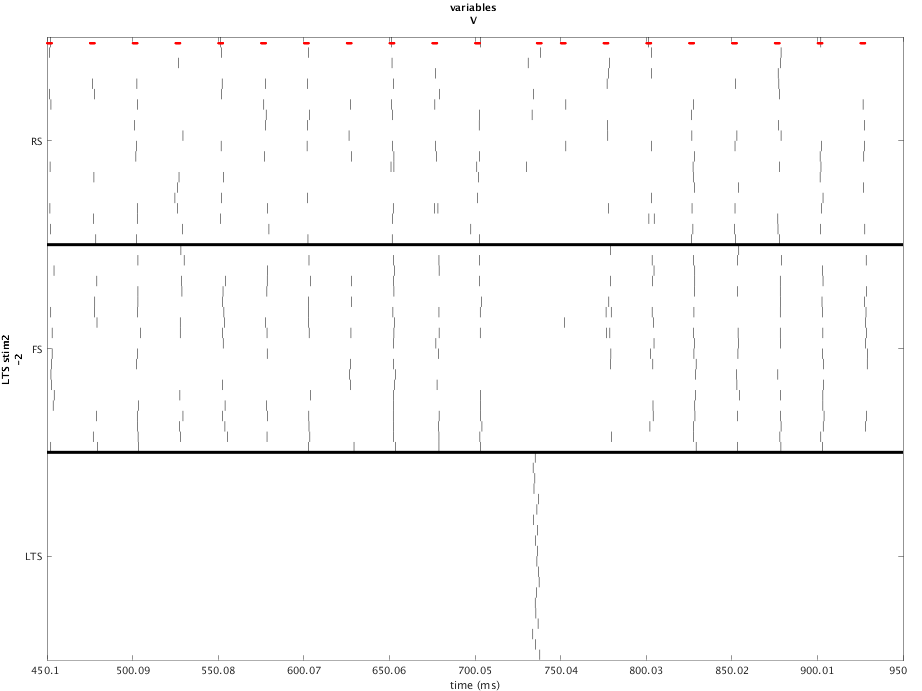 variables
V
RS
FS
LTS
LTS stim2
-2
450.1 500.09 550.08 600.07 650.06 700.05 750.04 800.03 850.02 900.01 950
time (ms)